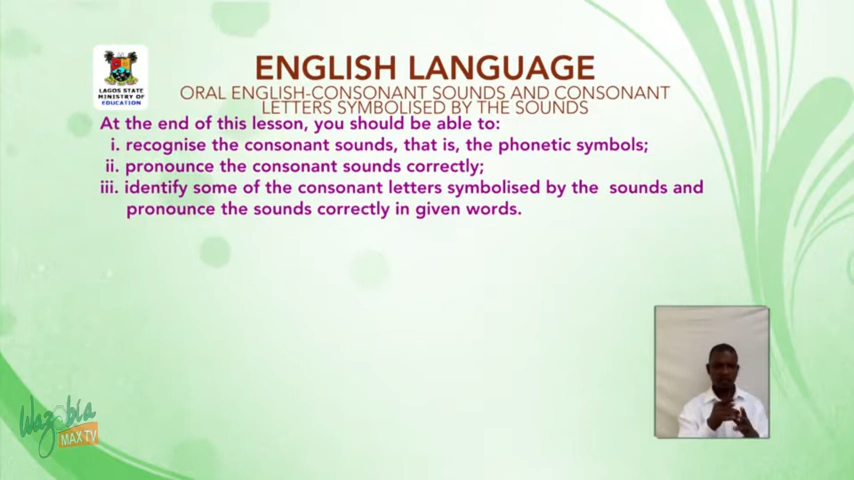 LAGOS STATE
MINISTRY OF
EDUCATION
ENGLISH LANGUAGE
ORAL ENGLISH-CONSONANT SOUNDS AND CONSONANT
LETTERS SYMBOLISED BY THE SOUNDS
At the end of this lesson, you should be able to:
i. recognise the consonant sounds, that is, the phonetic symbols;
ii. pronounce the consonant sounds correctly;
iii. identify some of the consonant letters symbolised by the sounds and
pronounce the sounds correctly in given words.
Wazobia
MAX TV